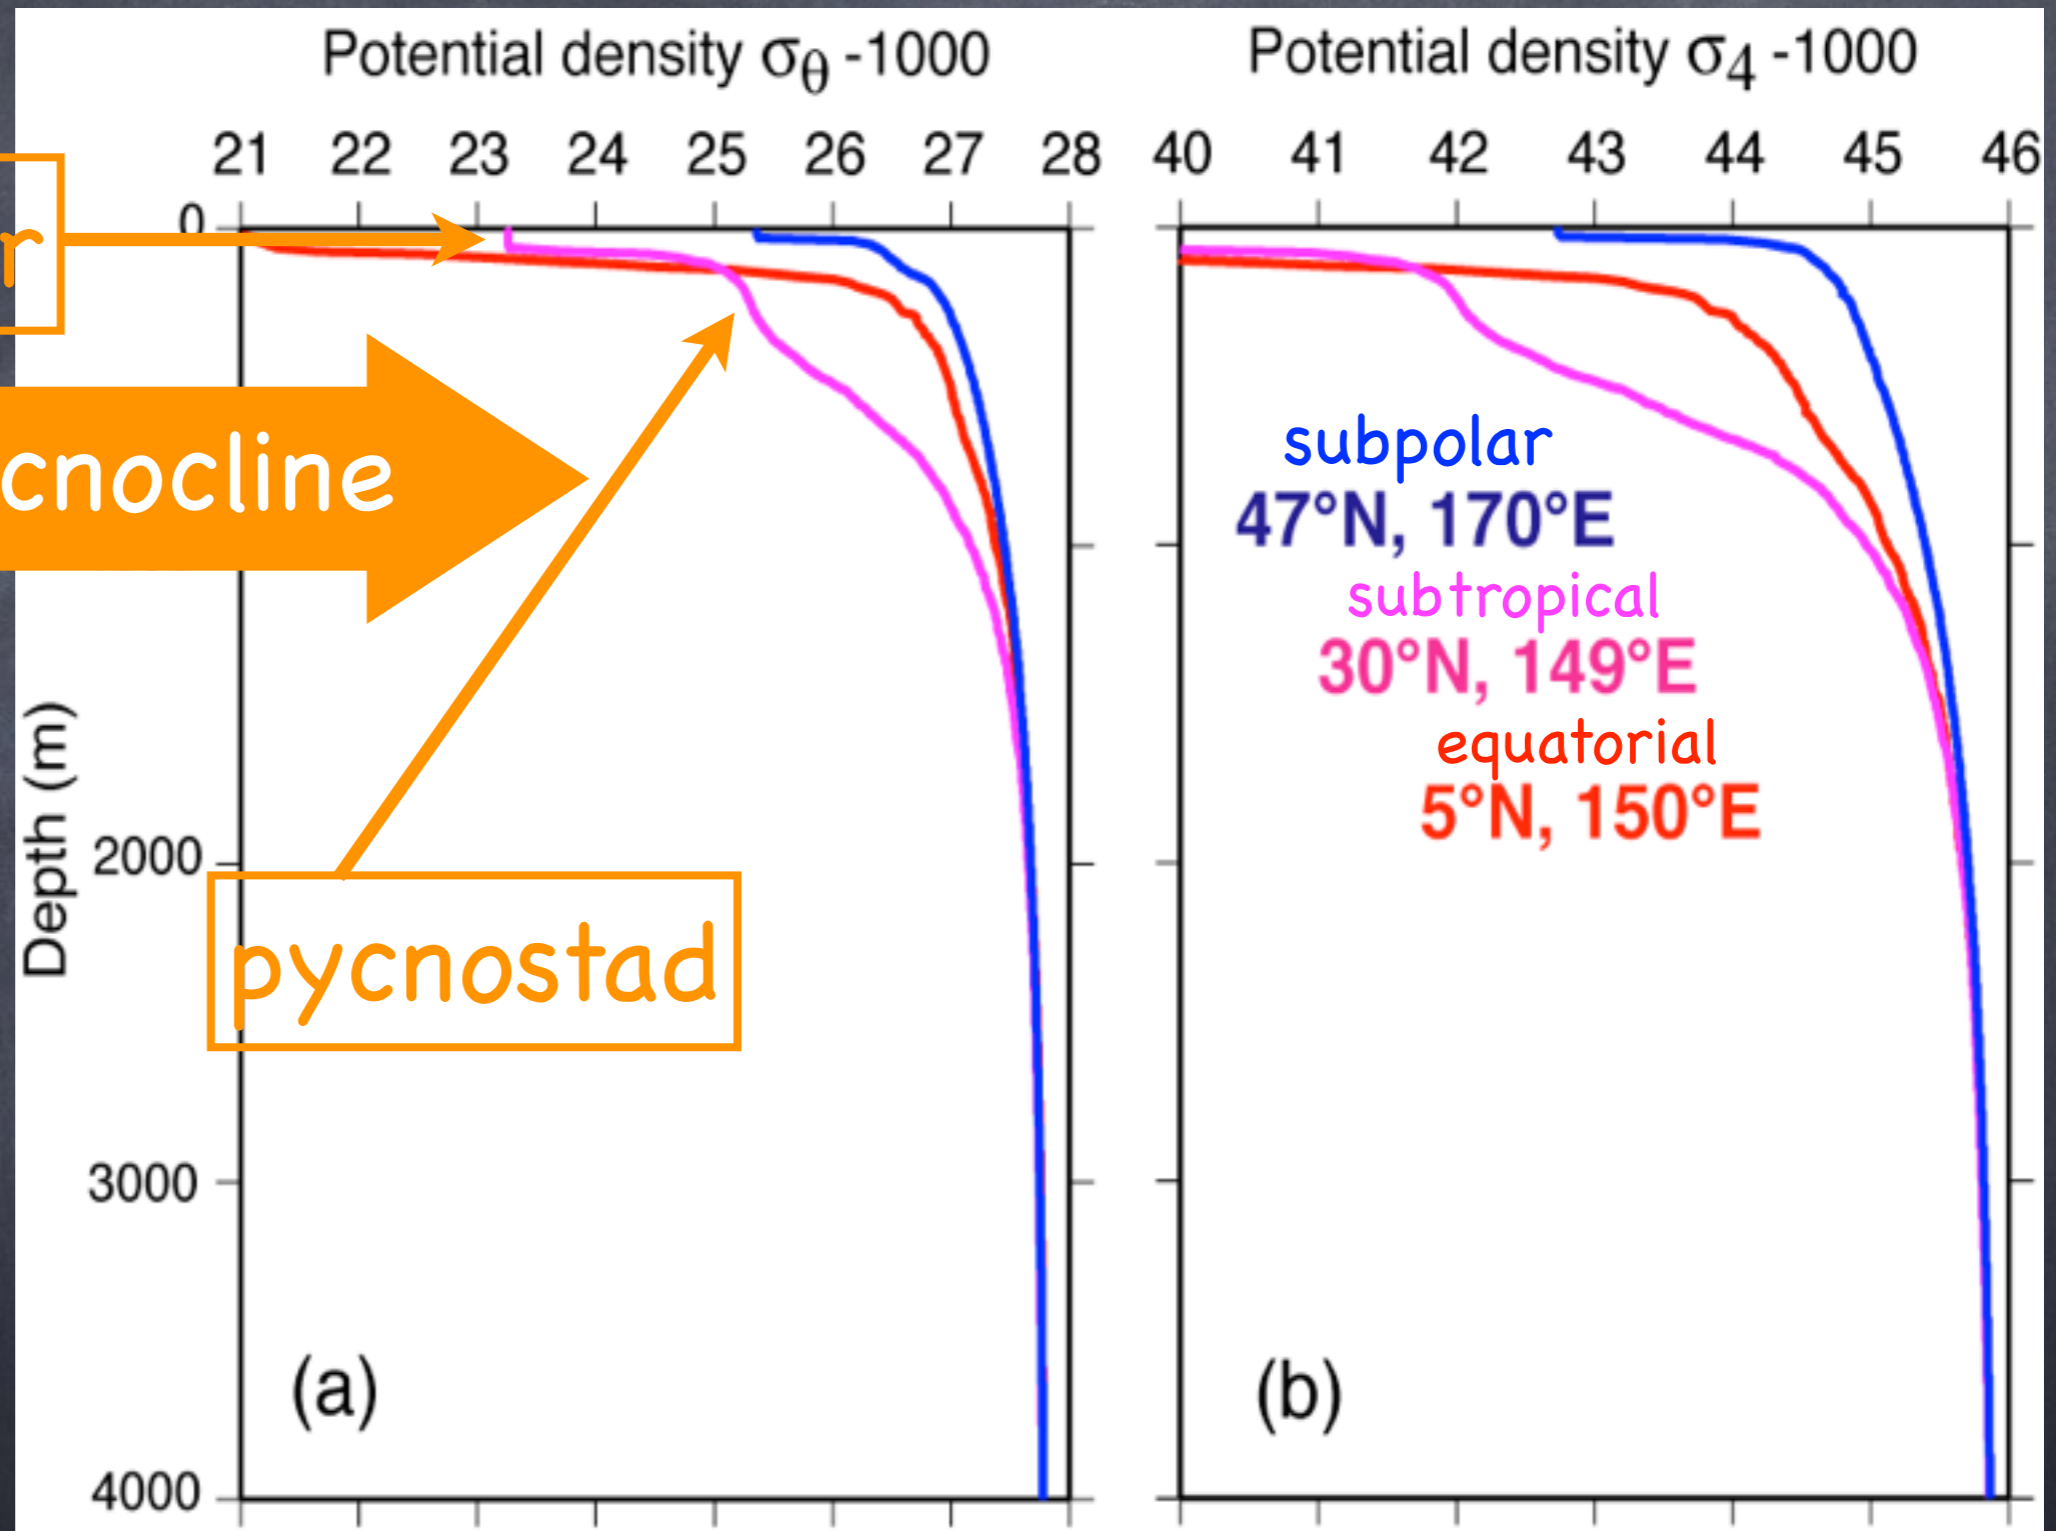 Potential density σθ -1000
21 22 23 24 25 26 27 28
0
r
cnocline
2000
pycnostad
3000
4000
Depth (m)
(a)
Potential density σ4 -1000
40 41 42 43 44 45 46
subpolar
47°N, 170°E
subtropical
30°N, 149°E
equatorial
5°N, 150°E
(b)